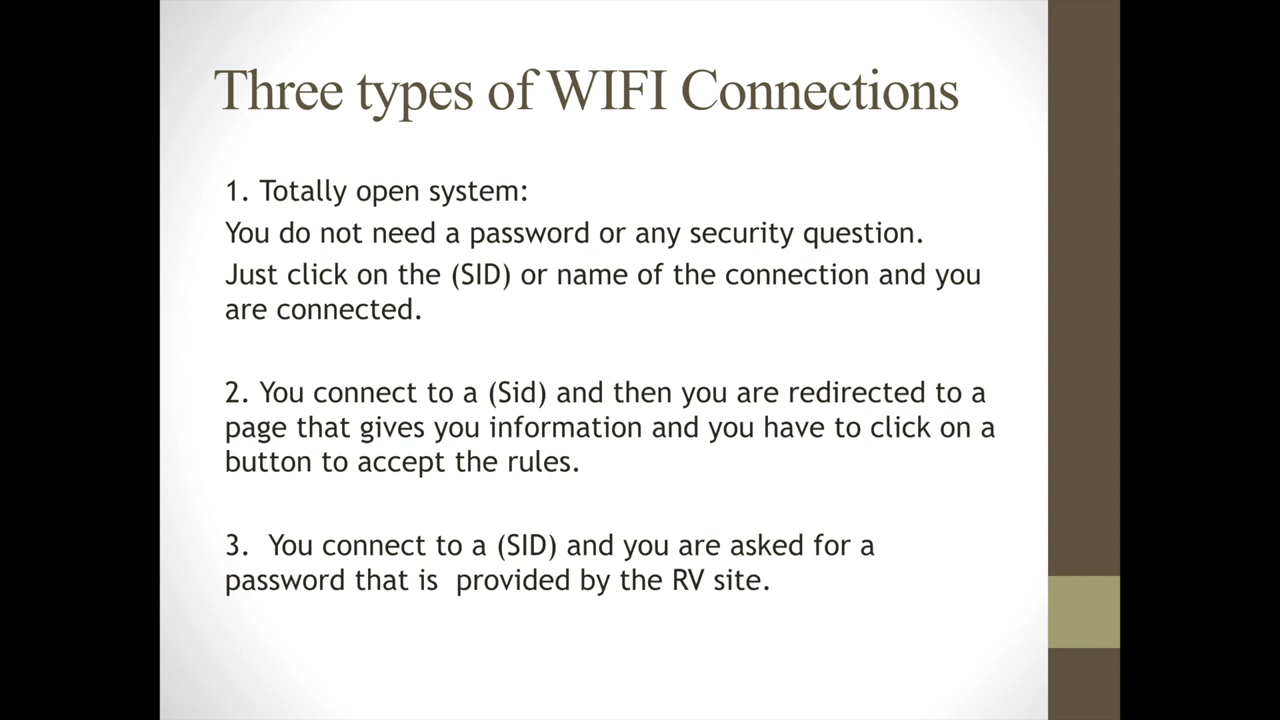 Three types of WIFI Connections
1. Totally open system:
You do not need a password or any security question.
Just click on the (SID) or name of the connection and you
are connected.
2. You connect to a (Sid) and then you are redirected to a
page that gives you information and you have to click on a
button to accept the rules.
3.  You connect to a (SID) and you are asked for a
password that is  provided by the RV site.